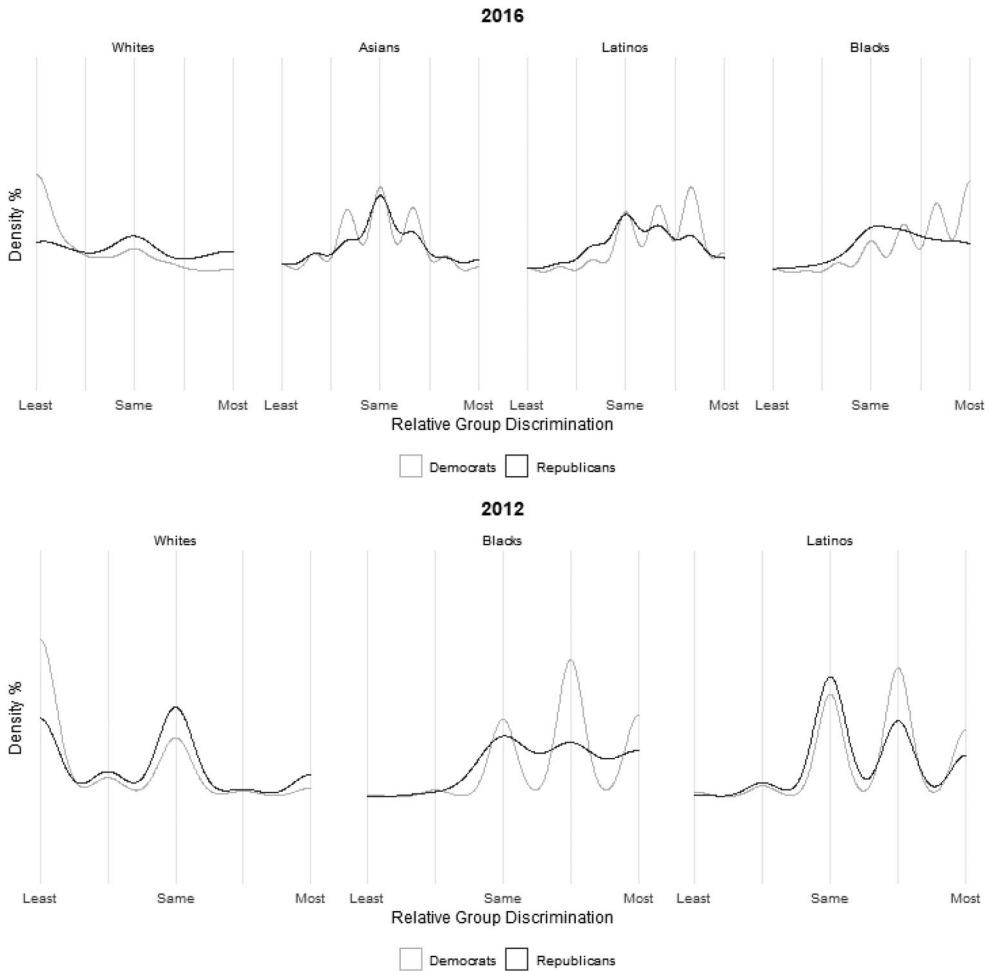 2016
Whites Asians Latinos Blacks
Density %
Least Same Most Least Same Most Least Same Most Least Same Most
Relative Group Discrimination
Democrats Republicans
2012
Whites Blacks Latinos
Density %
Least Same Most Least Same Most Least Same Most
Relative Group Discrimination
Democrats Republicans